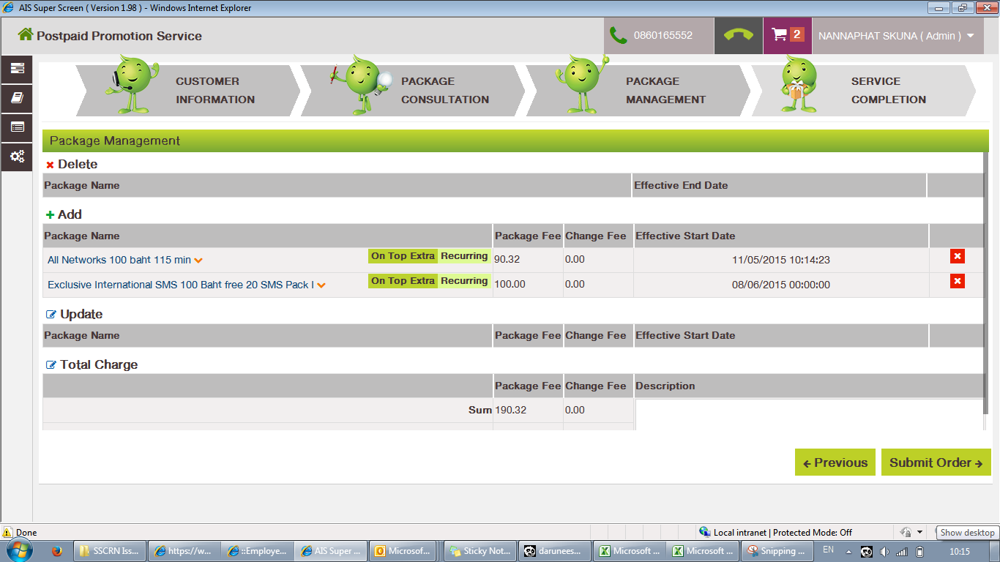 AIS Super Screen ( Version 1.98 ) - Windows Internet Explorer
Postpaid Promotion Service
0860165552
2
NANNAPHAT SKUNA ( Admin )
CUSTOMER
INFORMATION
PACKAGE
CONSULTATION
PACKAGE
MANAGEMENT
SERVICE
COMPLETION
Package Management
Delete
Package Name Effective End Date
Add
Package Name Package Fee Change Fee Effective Start Date
All Networks 100 baht 115 min On Top Extra Recurring 90.32 0.00 11/05/2015 10:14:23
Exclusive International SMS 100 Baht free 20 SMS Pack I On Top Extra Recurring 100.00 0.00 08/06/2015 00:00:00
Update
Package Name Package Fee Change Fee Effective Start Date
Total Charge
Package Fee Change Fee Description
Sum 190.32 0.00
Previous Submit Order
Done Local intranet | Protected Mode: Off Show desktop
SSCRN Iss... https://w... ::Employe... AIS Super ... Microsof... Sticky Not... darunees... Microsoft ... Microsoft ... Snipping ... EN 10:15